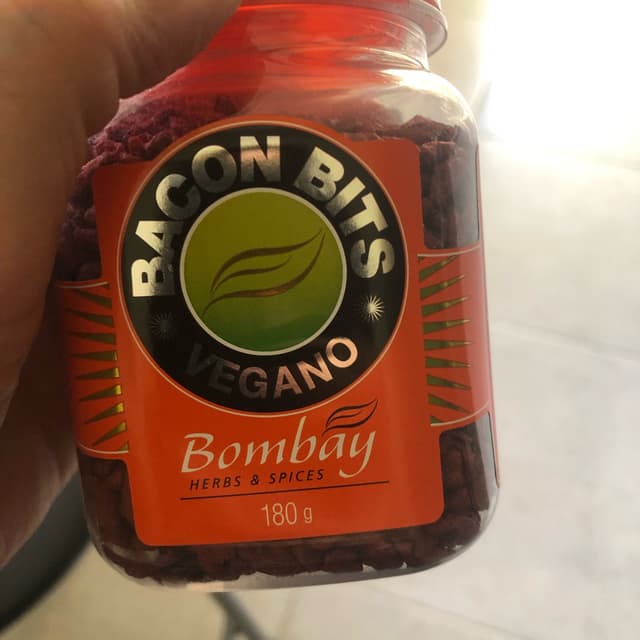 BACON BITS
VEGANO
Bombay
HERBS & SPICES
180 g